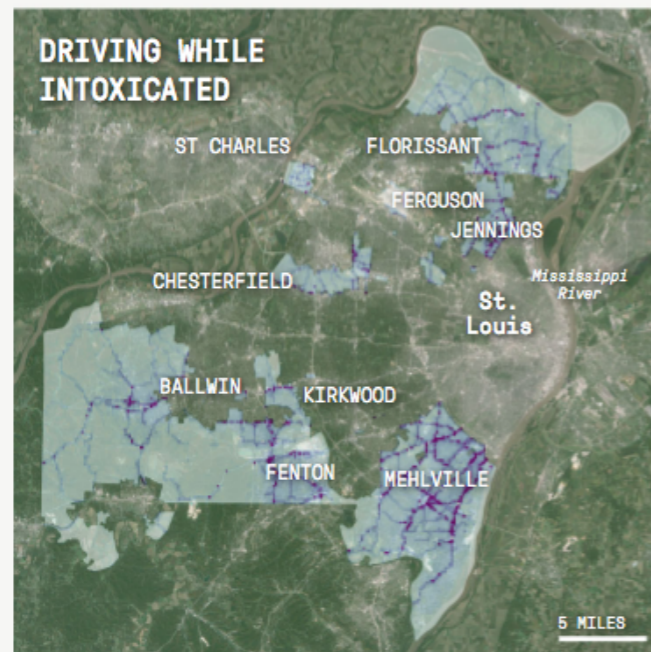 DRIVING WHILE
INTOXICATED
ST CHARLES
FLORISSANT
FERGUSON
JENNINGS
CHESTERFIELD
Mississippi
River
St.
Louis
BALLWIN
KIRKWOOD
FENTON
MEHLVILLE
5 MILES